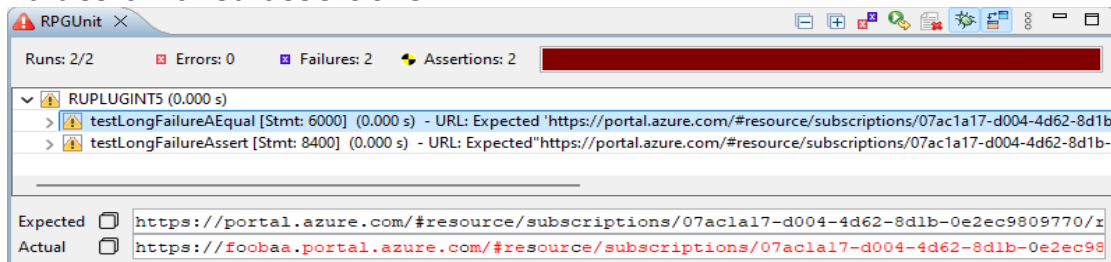 RPGUnit
Runs: 2/2 Errors: 0 Failures: 2 Assertions: 2
RUPLUGINT5 (0.000 s)
testLongFailureAEqual [Stmt: 6000] (0.000 s) - URL: Expected 'https://portal.azure.com/#resource/subscriptions/07ac1a17-d004-4d62-8d1b
testLongFailureAssert [Stmt: 8400] (0.000 s) - URL: Expected"https://portal.azure.com/#resource/subscriptions/07ac1a17-d004-4d62-8d1b-
Expected https://portal.azure.com/#resource/subscriptions/07ac1a17-d004-4d62-8d1b-0e2ec9809770/r
Actual https://foobaa.portal.azure.com/#resource/subscriptions/07ac1a17-d004-4d62-8d1b-0e2ec98